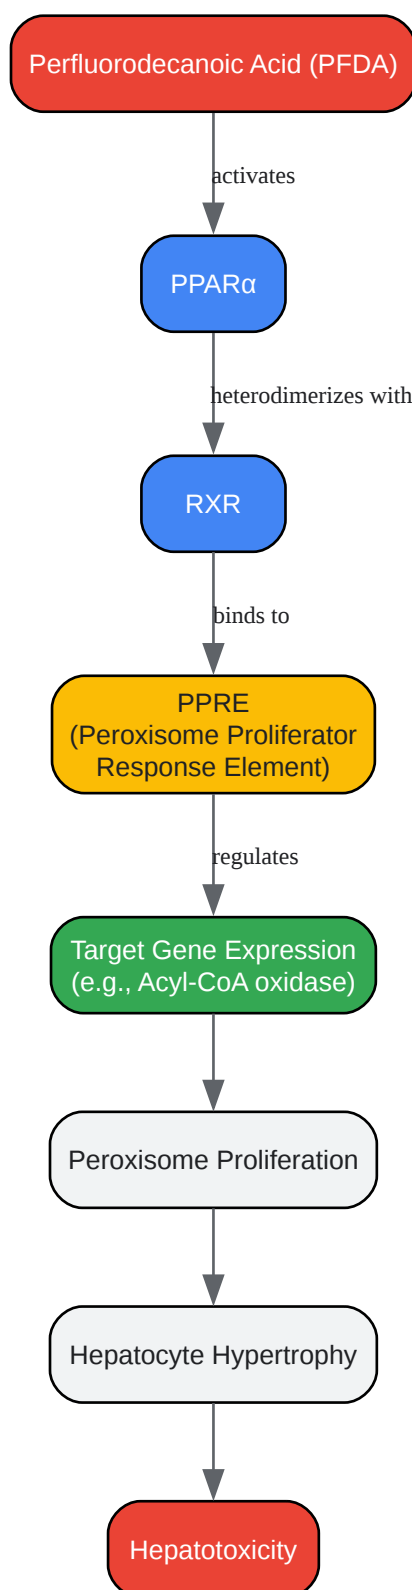 Perfluorodecanoic Acid (PFDA)
activates
PPARα
heterodimerizes with
RXR
binds to
PPRE
(Peroxisome Proliferator
Response Element)
regulates
Target Gene Expression
(e.g., Acyl-CoA oxidase)
Peroxisome Proliferation
Hepatocyte Hypertrophy
Hepatotoxicity